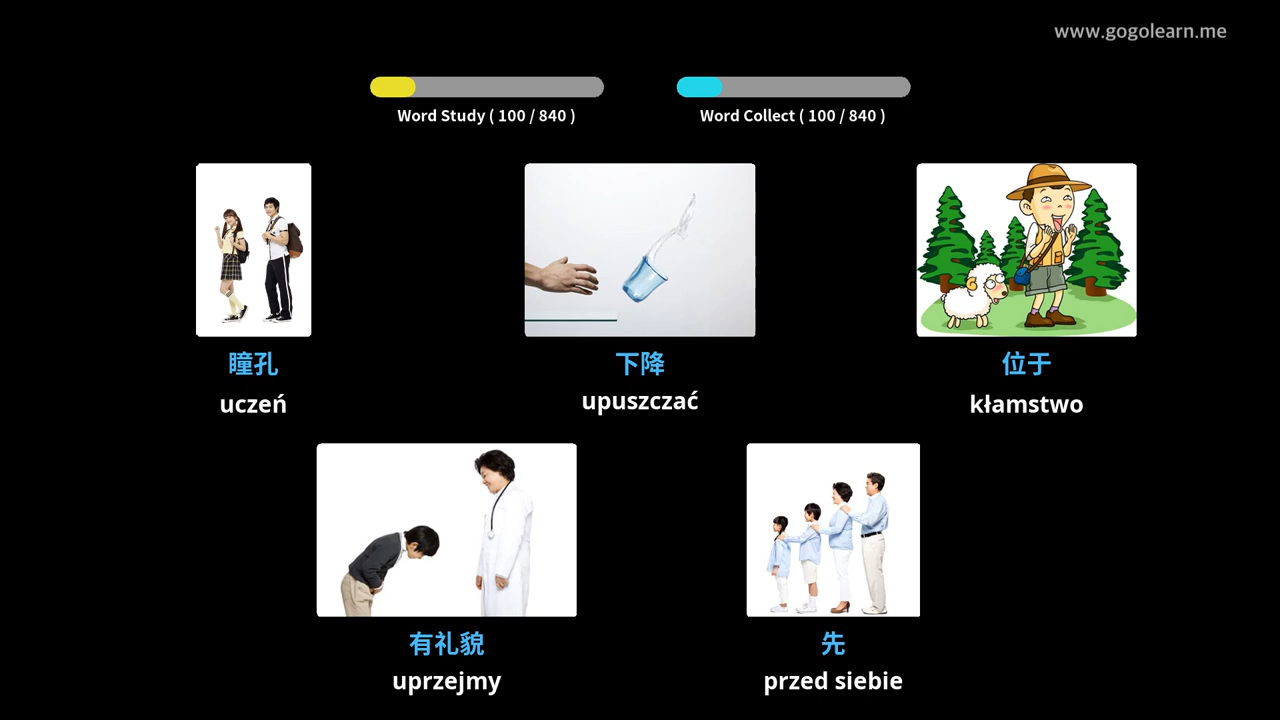 www.gogolearn.me
Word Study ( 100 / 840 )
Word Collect ( 100 / 840 )
瞳孔
uczeń
下降
upuszczać
位于
kłamstwo
有礼貌
uprzejmy
先
przed siebie